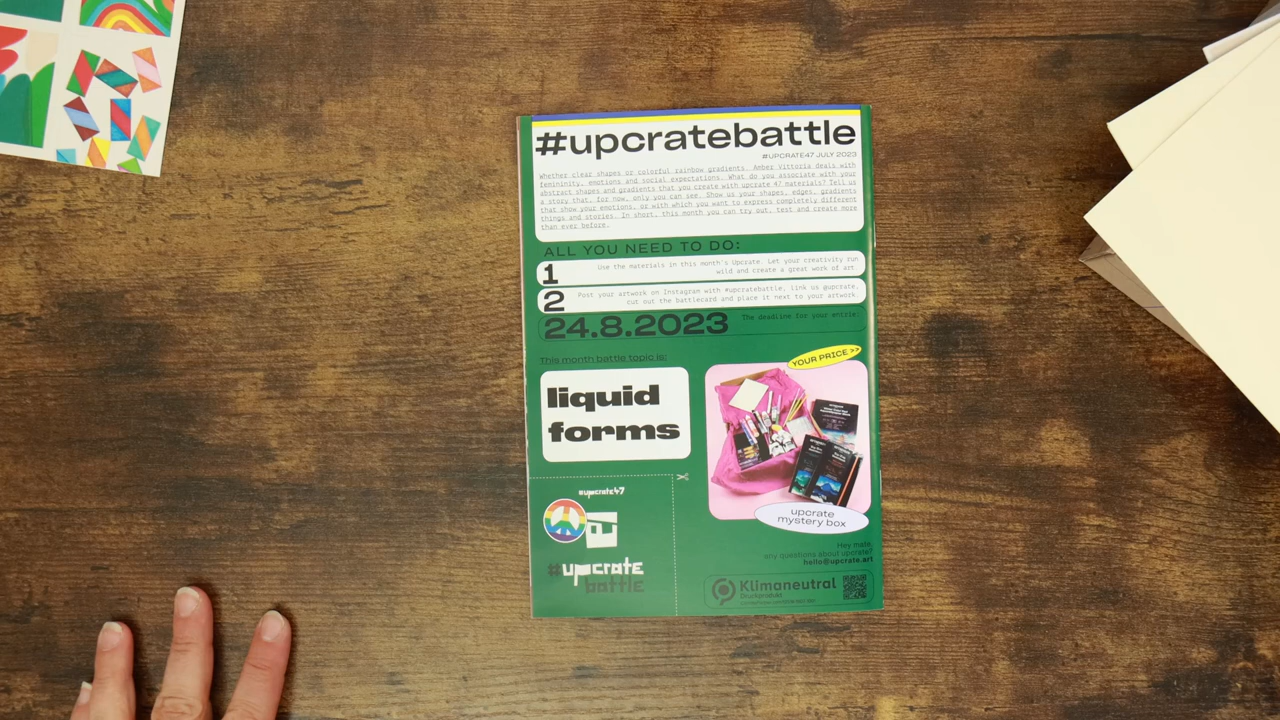 #upcratebattle
#UPCRATE47 JULY 2023
Whether clear shapes or colorful rainbow gradients. Amber Vittoria deals with
femininity, emotions and social expectations. What do you associate with your
abstract shapes and gradients that you create with upcrate 47 materials? Tell us
a story that, for now, only you can see. Show us your shapes, edges, gradients
that show your emotions, or with which you want to express completely different
things and stories. In short, this month you can try out, test and create more
than ever before.
ALL YOU NEED TO DO:
1
Use the materials in this month's Upcrate. Let your creativity run
wild and create a great work of art.
2
Post your artwork on Instagram with #upcratebattle, link us @upcrate,
cut out the battlecard and place it next to your artwork.
24.8.2023
The deadline for your entrie:
This month battle topic is:
YOUR PRICE >>
liquid
forms
upcrate
mystery box
#upcrate47
#upcrate
battle
Hey mate,
any questions about upcrate?
hello@upcrate.art
Klimaneutral
Druckprodukt